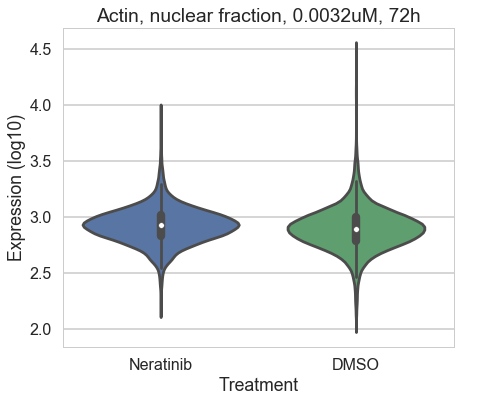 Actin, nuclear fraction, 0.0032uM, 72h
4.5
4.0
3.5
3.0
2.5
2.0
Expression (log10)
Neratinib DMSO
Treatment